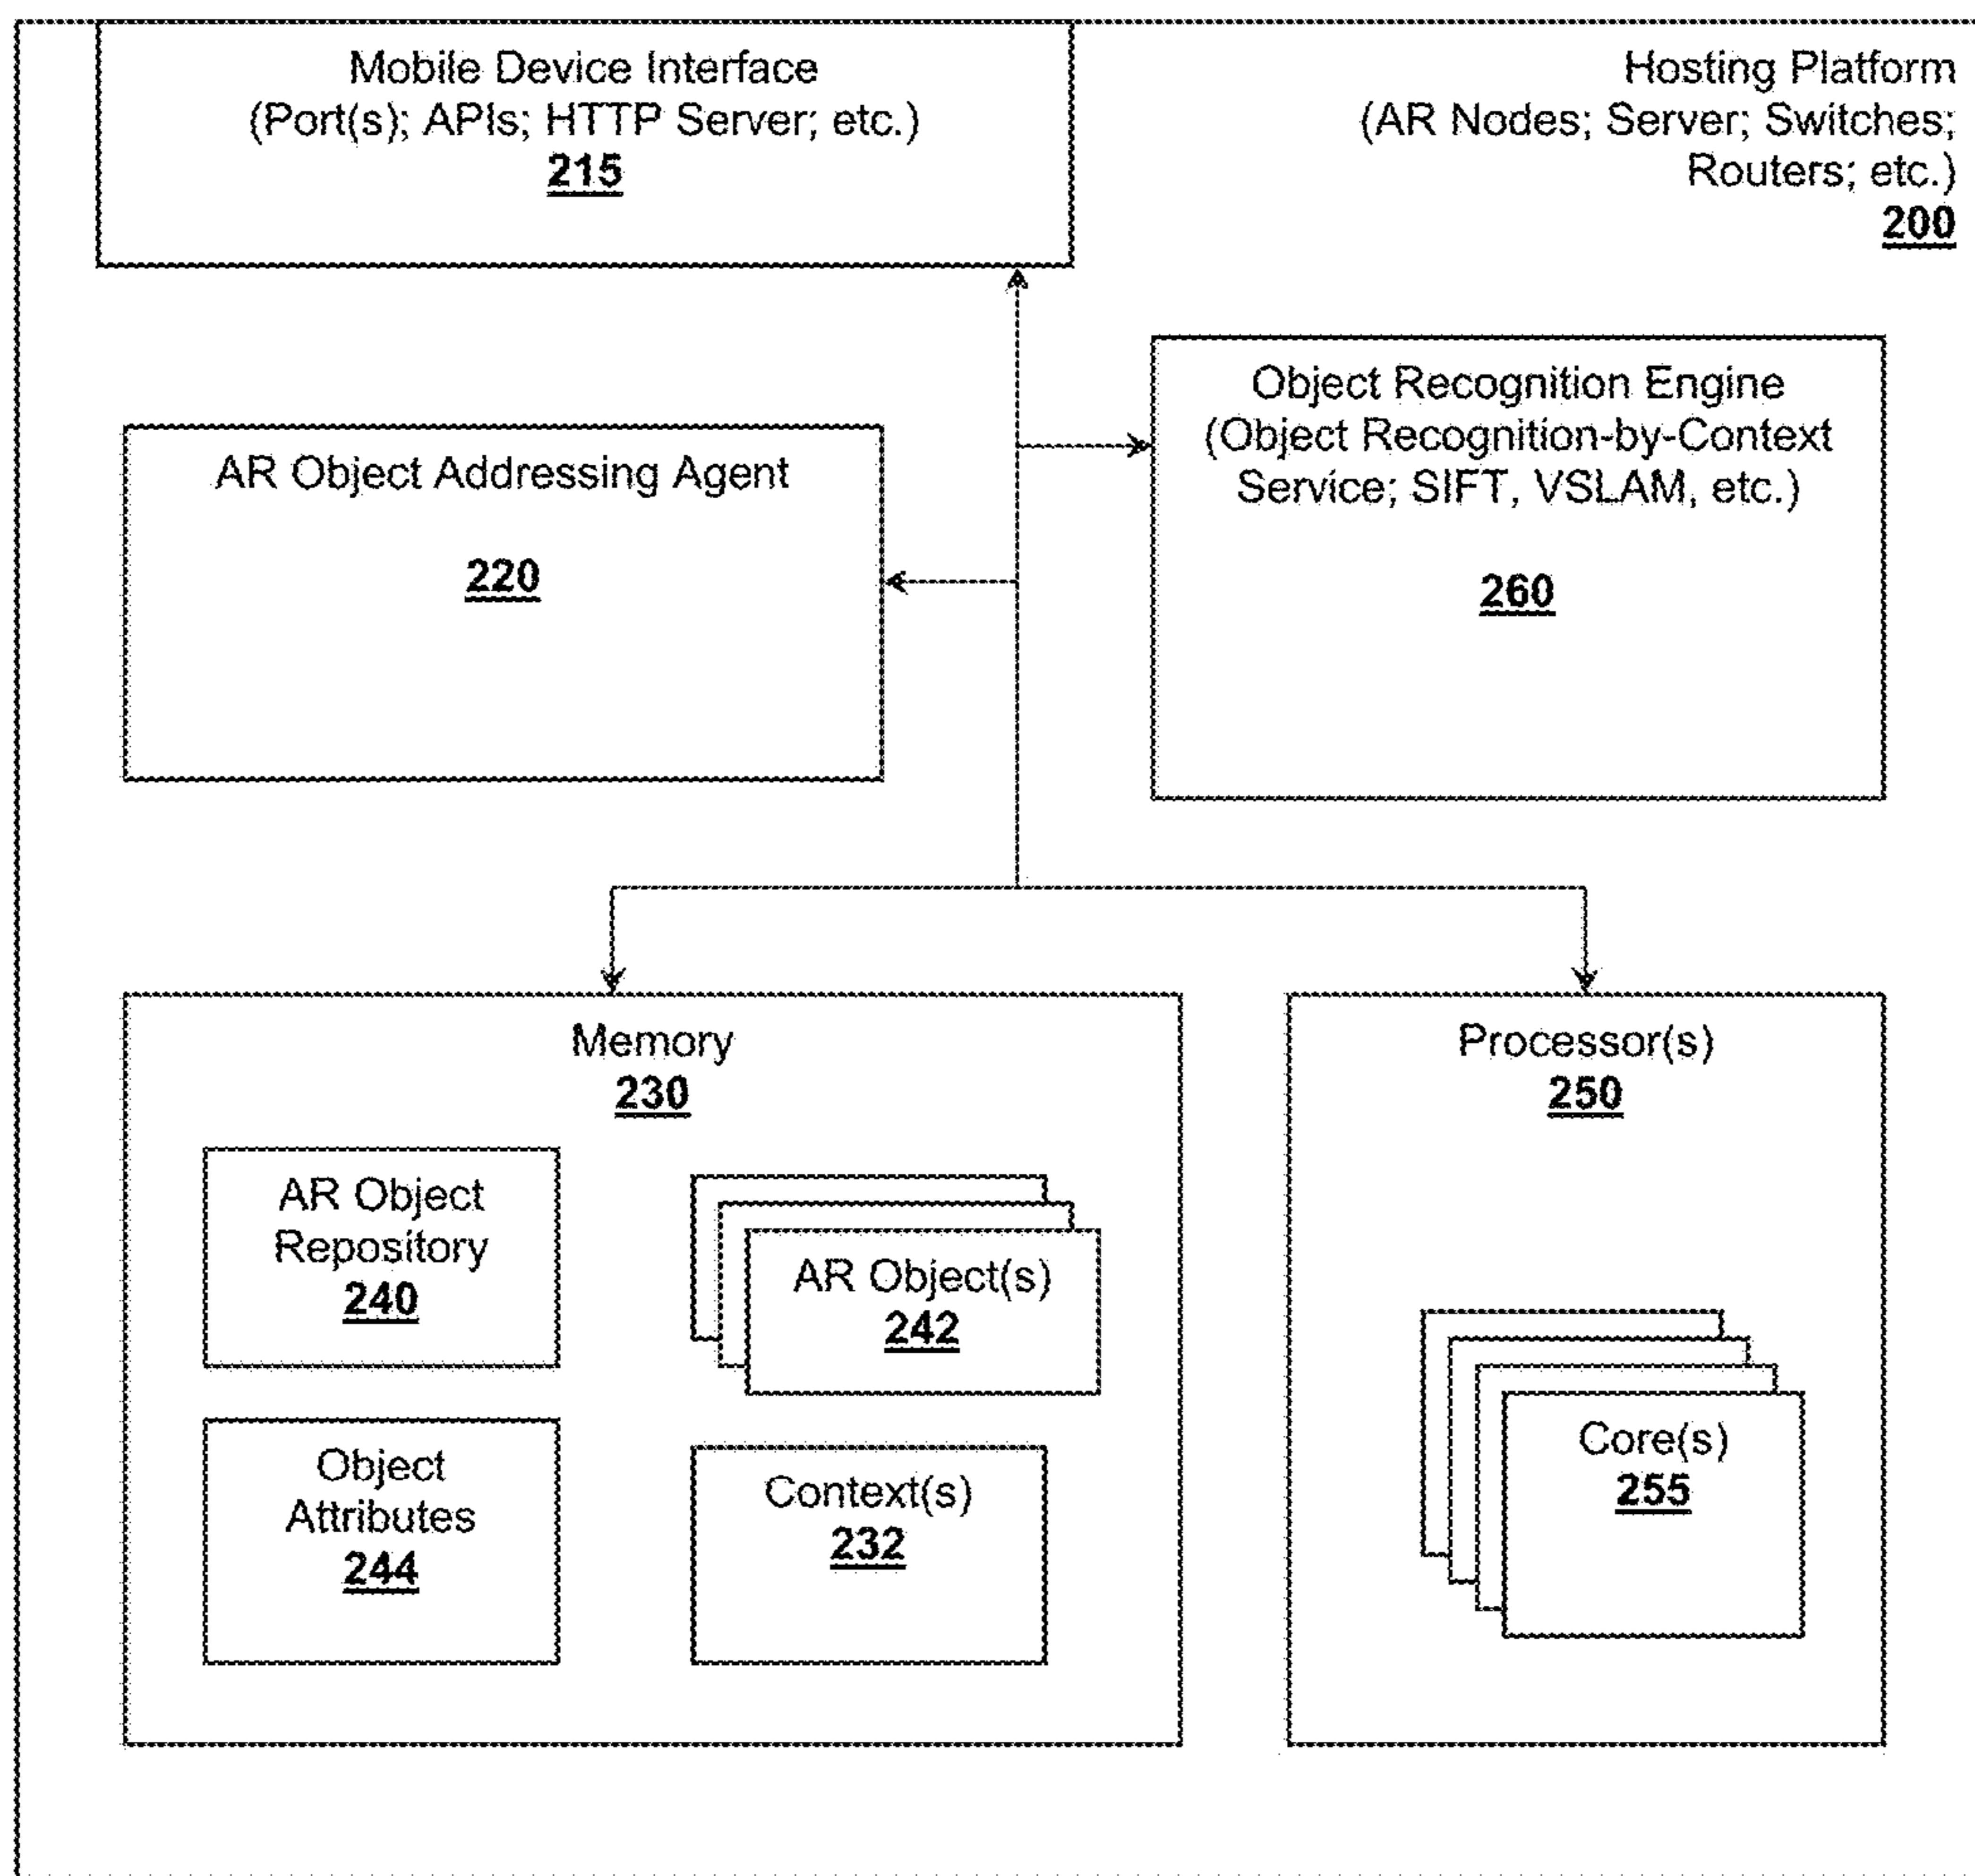 Mobile Device Interface
(Port(s); APIs; HTTP Server; etc.)
215
Hosting Platform
(AR Nodes; Server; Switches;
Routers; etc.)
200
Object Recognition Engine
(Object Recognition-by-Context
Service; SIFT, VSLAM, etc.)
260
AR Object Addressing Agent
220
Memory
230
AR Object
Repository
240
AR Object(s)
242
Object
Attributes
244
Context(s)
232
Processor(s)
250
Core(s)
255